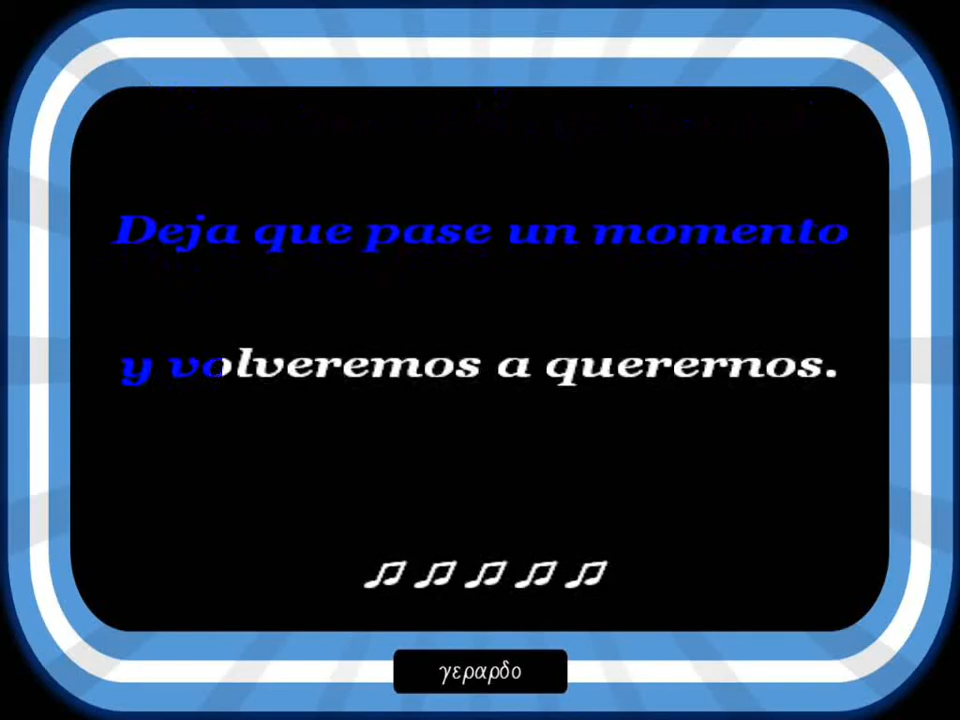 Deja que pase un momento
y volveremos a querernos.
♫ ♫ ♫ ♫ ♫
γεραρδο